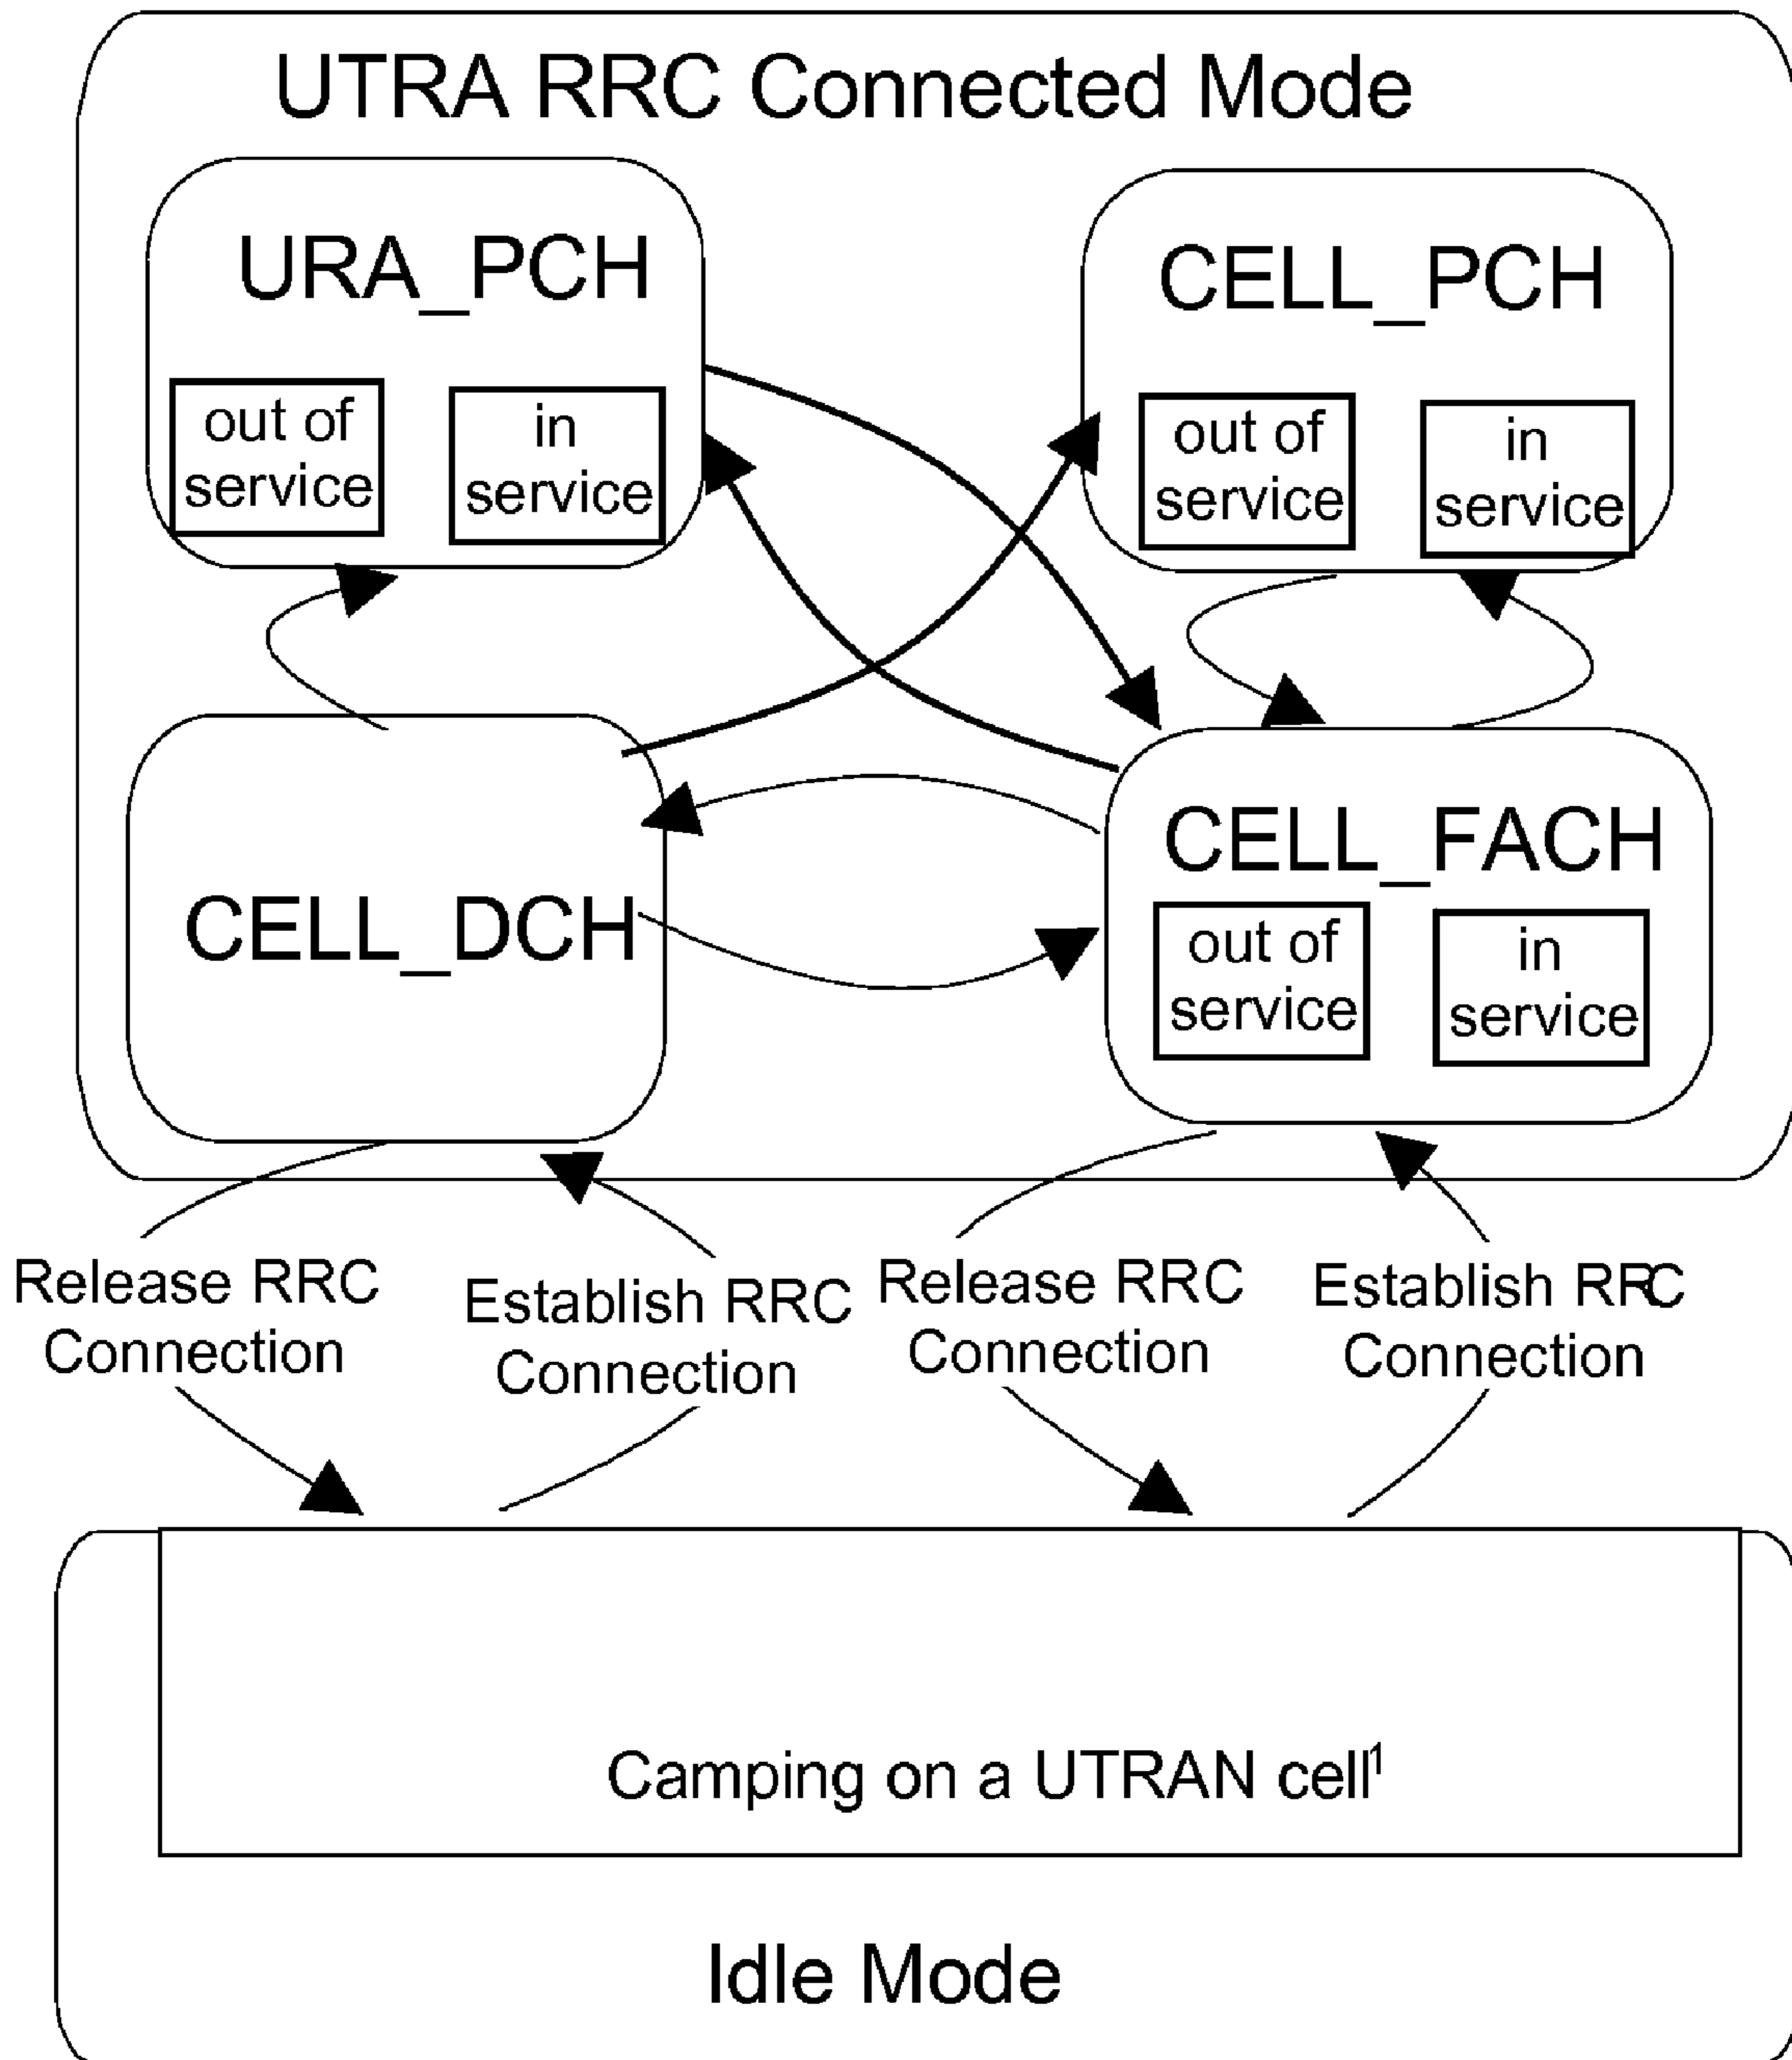 UTRA RRC Connected Mode
URA_PCH
out of
service
in
service
CELL_PCH
out of
service
in
service
CELL_DCH
CELL_FACH
out of
service
in
service
Release RRC
Connection
Establish RRC
Connection
Release RRC
Connection
Establish RRC
Connection
Camping on a UTRAN cell¹
Idle Mode